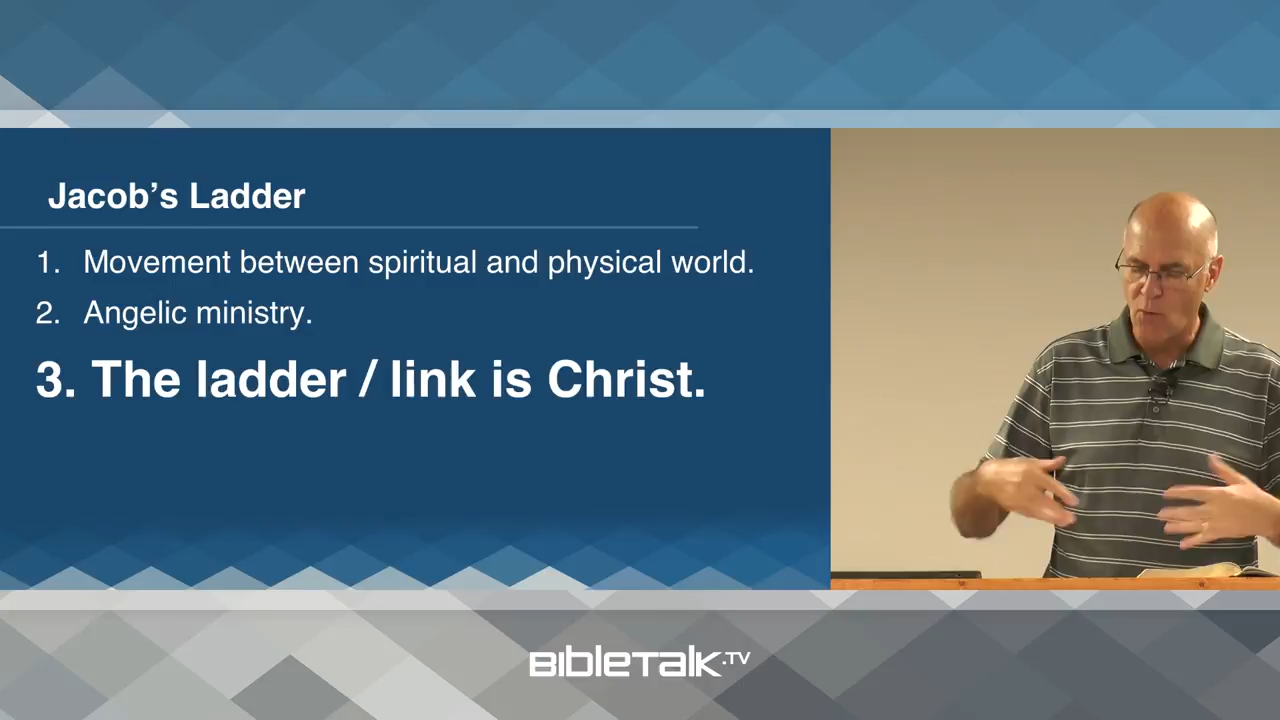 Jacob’s Ladder
1. Movement between spiritual and physical world.
2. Angelic ministry.
3. The ladder / link is Christ.
BIBLETALK.TV